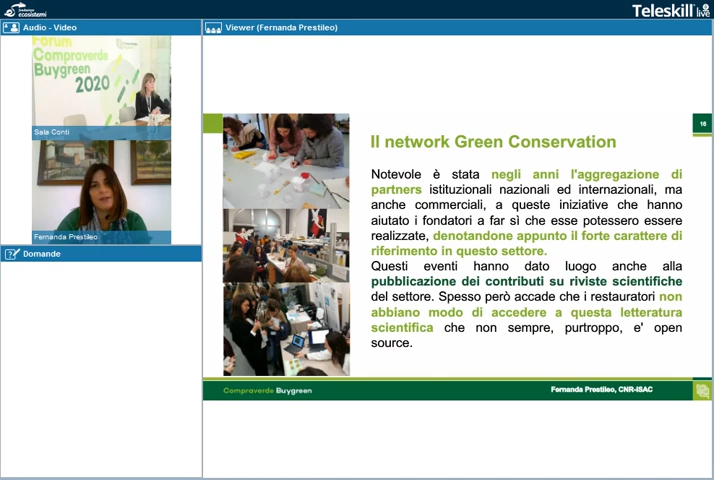 fondazione
ecosistemi
Teleskill live
Audio - Video
Viewer (Fernanda Prestileo)
Forum
Compraverde
Buygreen
2020
Sala Conti
Fernanda Prestileo
Domande
16
Il network Green Conservation
Notevole è stata negli anni l'aggregazione di
partners istituzionali nazionali ed internazionali, ma
anche commerciali, a queste iniziative che hanno
aiutato i fondatori a far sì che esse potessero essere
realizzate, denotandone appunto il forte carattere di
riferimento in questo settore.
Questi eventi hanno dato luogo anche alla
pubblicazione dei contributi su riviste scientifiche
del settore. Spesso però accade che i restauratori non
abbiano modo di accedere a questa letteratura
scientifica che non sempre, purtroppo, e' open
source.
Compraverde Buygreen
Fernanda Prestileo, CNR-ISAC